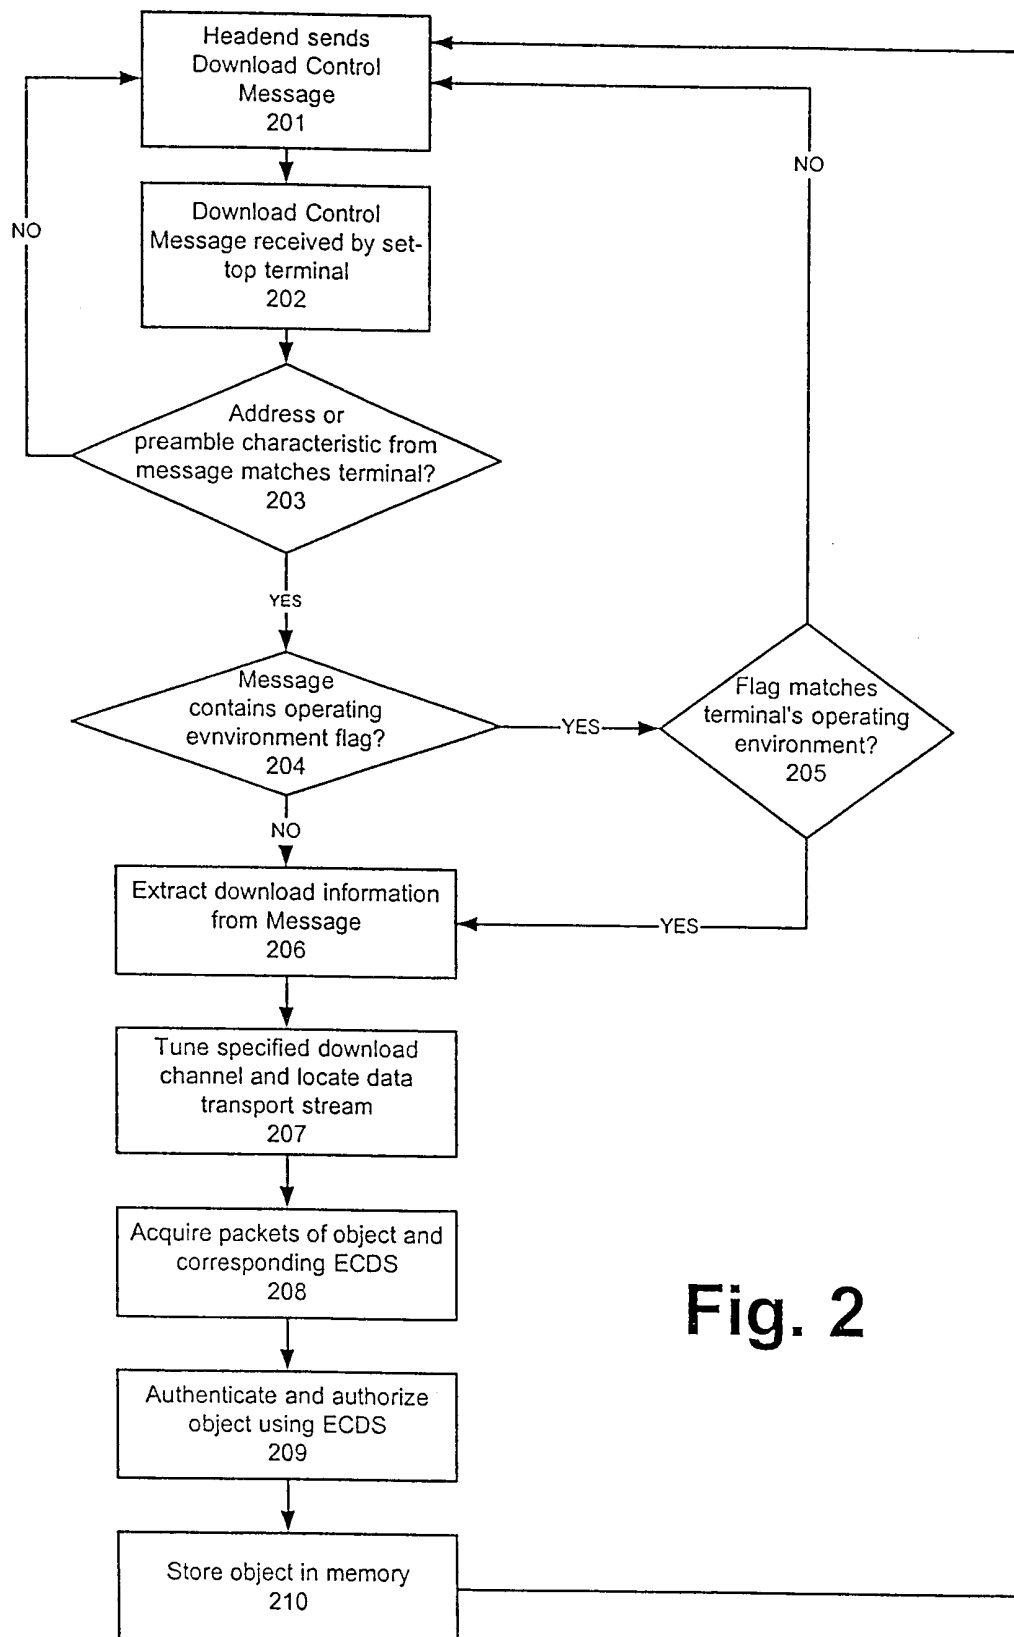 Headend sends
Download Control
Message
201
NO
NO
Download Control
Message received by set-
top terminal
202
Address or
preamble characteristic from
message matches terminal?
203
YES
Message
contains operating
evnvironment flag?
204
YES
Flag matches
terminal's operating
environment?
205
NO
Extract download information
from Message
206
YES
Tune specified download
channel and locate data
transport stream
207
Acquire packets of object and
corresponding ECDS
208
Fig. 2
Authenticate and authorize
object using ECDS
209
Store object in memory
210